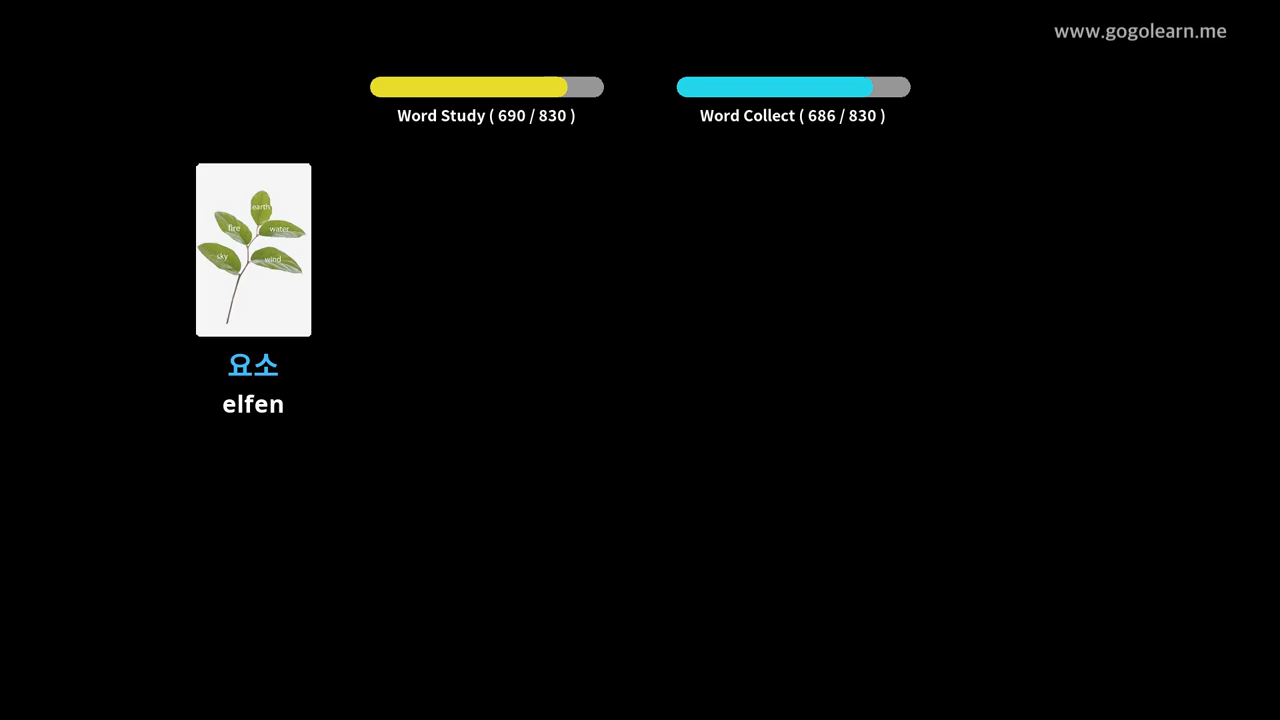 www.gogolearn.me
Word Study ( 690 / 830 )
Word Collect ( 686 / 830 )
earth
fire
water
sky
wind
요소
elfen